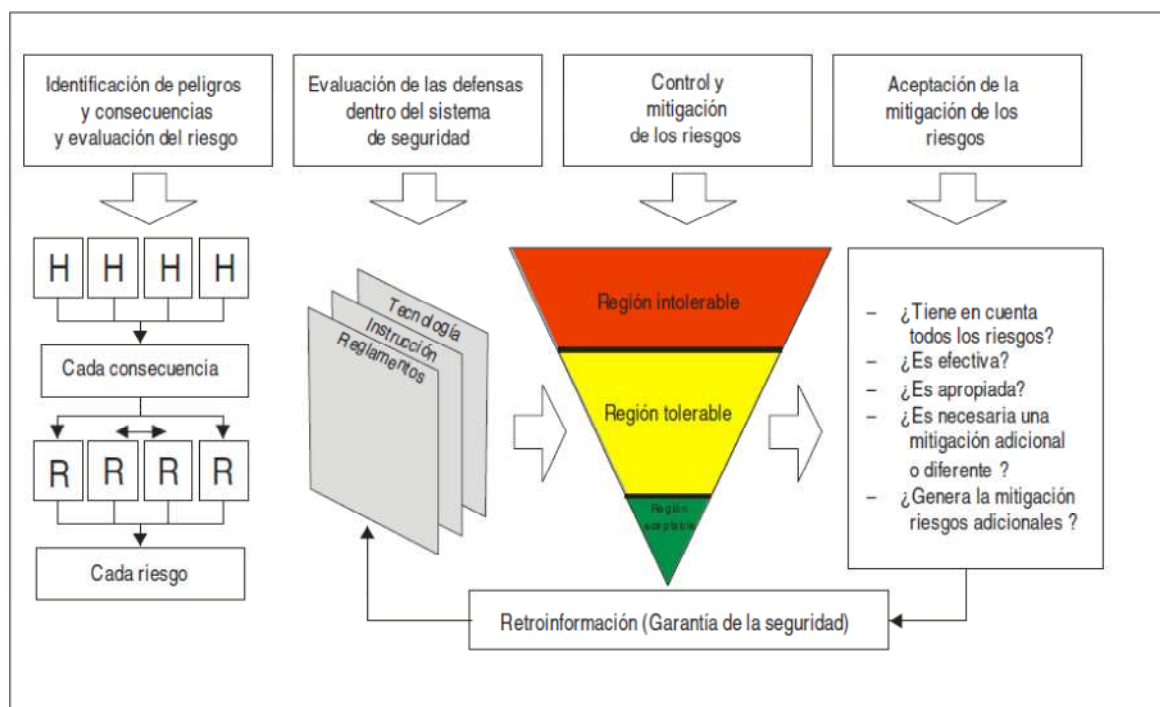 Identificación de peligros
y consecuencias
y evaluación del riesgo
Evaluación de las defensas
dentro del sistema
de seguridad
Control y
mitigación
de los riesgos
Aceptación de la
mitigación de los
riesgos
H H H H
Cada consecuencia
R R R R
Cada riesgo
Tecnología
Instrucción
Reglamentos
Región intolerable
Región tolerable
Región
aceptable
– ¿Tiene en cuenta
todos los riesgos?
– ¿Es efectiva?
– ¿Es apropiada?
– ¿Es necesaria una
mitigación adicional
o diferente ?
– ¿Genera la mitigación
riesgos adicionales ?
Retroinformación (Garantía de la seguridad)